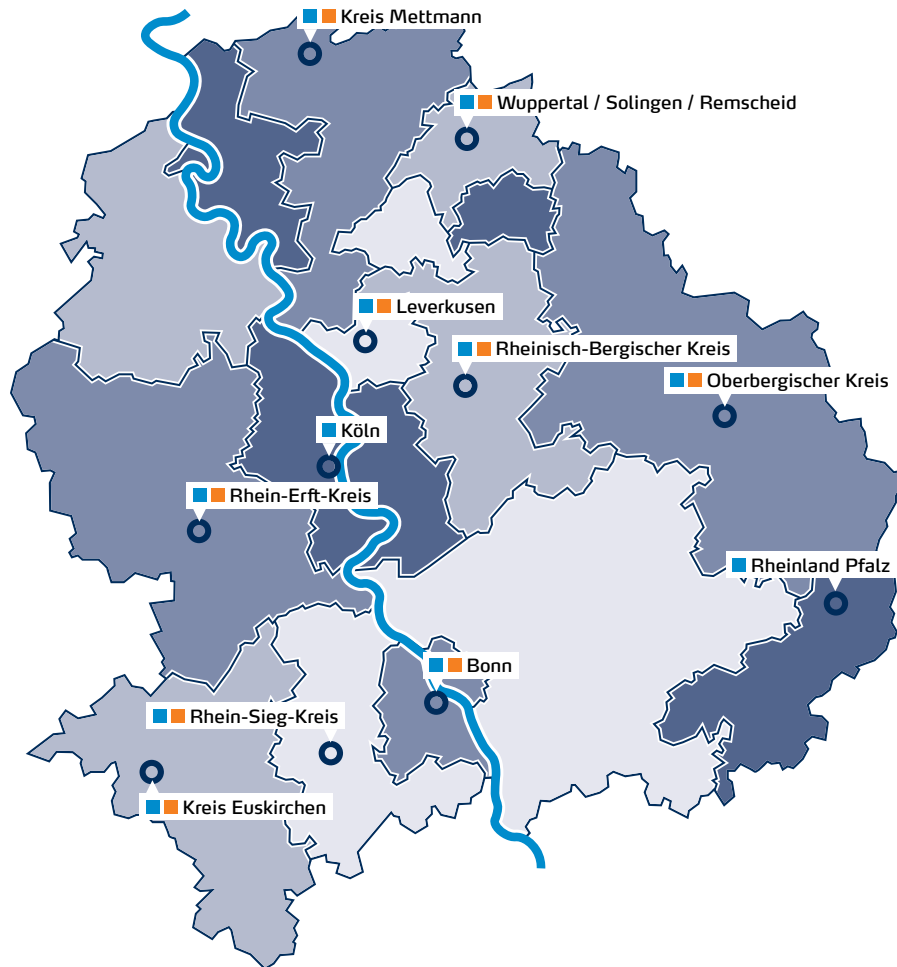 Kreis Mettmann
Wuppertal / Solingen / Remscheid
Leverkusen
Rheinisch-Bergischer Kreis
Oberbergischer Kreis
Köln
Rhein-Erft-Kreis
Rheinland Pfalz
Bonn
Rhein-Sieg-Kreis
Kreis Euskirchen